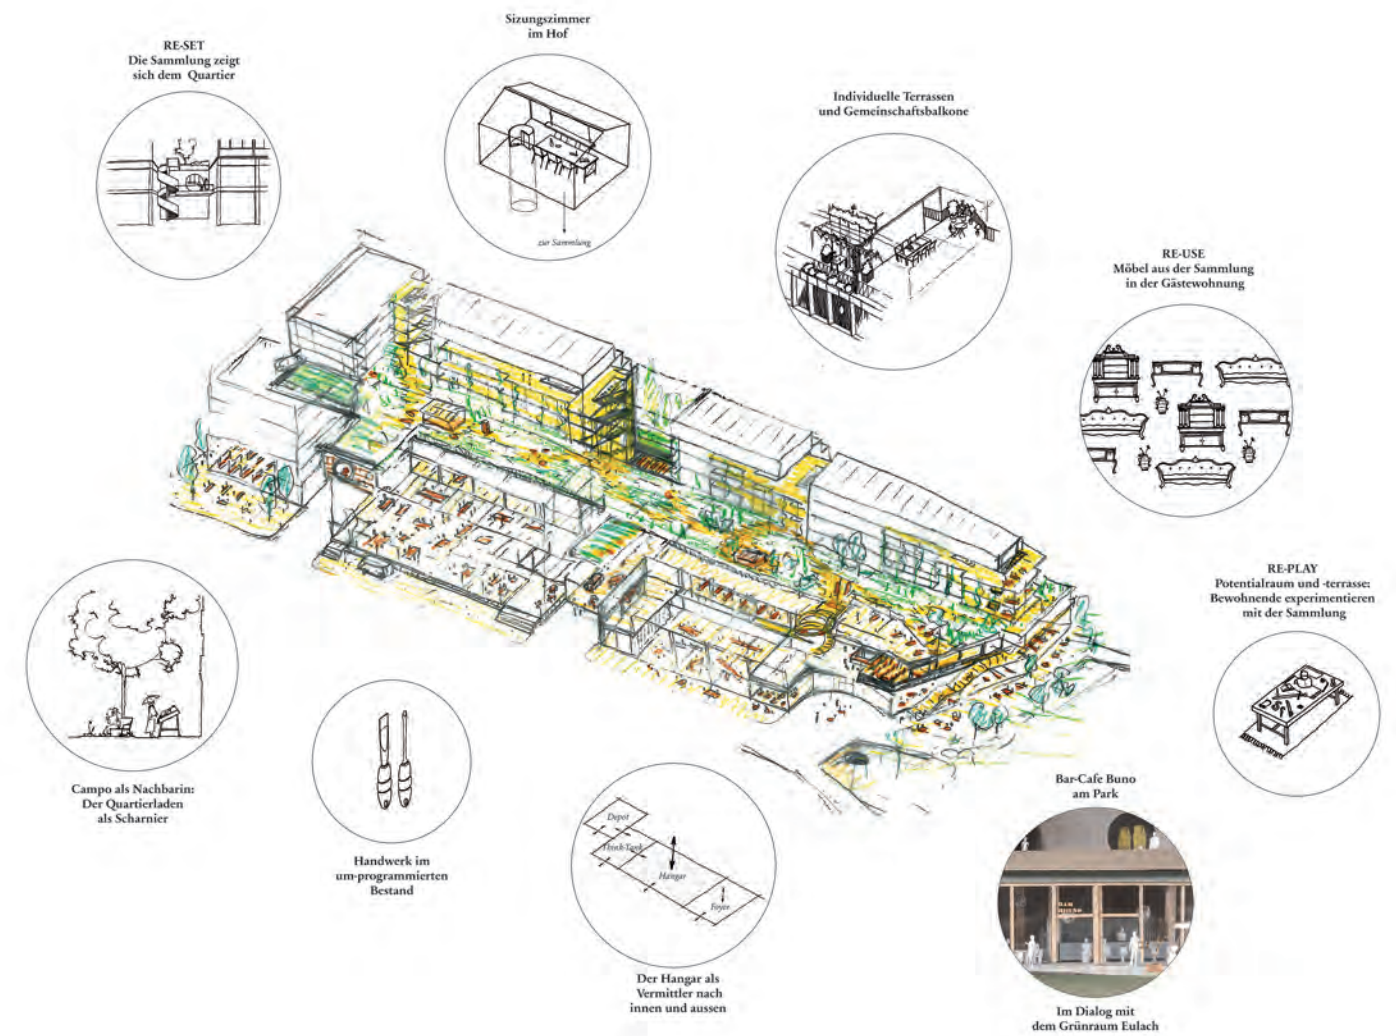 Sizungszimmer
im Hof
RE-SET
Die Sammlung zeigt
sich dem Quartier
zur Sammlung
Individuelle Terrassen
und Gemeinschaftsbalkone
RE-USE
Möbel aus der Sammlung
in der Gästewohnung
RE-PLAY
Potentialraum und -terrasse:
Bewohnende experimentieren
mit der Sammlung
Campo als Nachbarin:
Der Quartierladen
als Scharnier
Handwerk im
um-programmierten
Bestand
Depot
Think-Tank
Hangar
Foyer
Der Hangar als
Vermittler nach
innen und aussen
Bar-Cafe Buno
am Park
BAR
Im Dialog mit
dem Grünraum Eulach